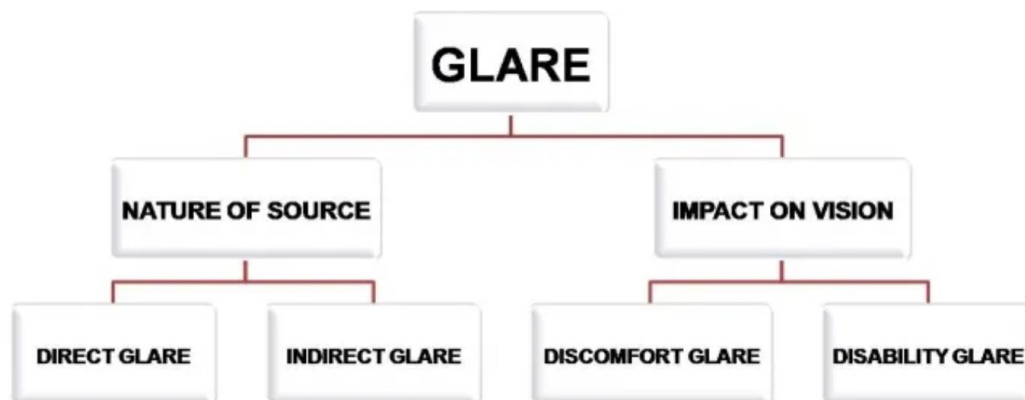 GLARE
NATURE OF SOURCE
IMPACT ON VISION
DIRECT GLARE
INDIRECT GLARE
DISCOMFORT GLARE
DISABILITY GLARE